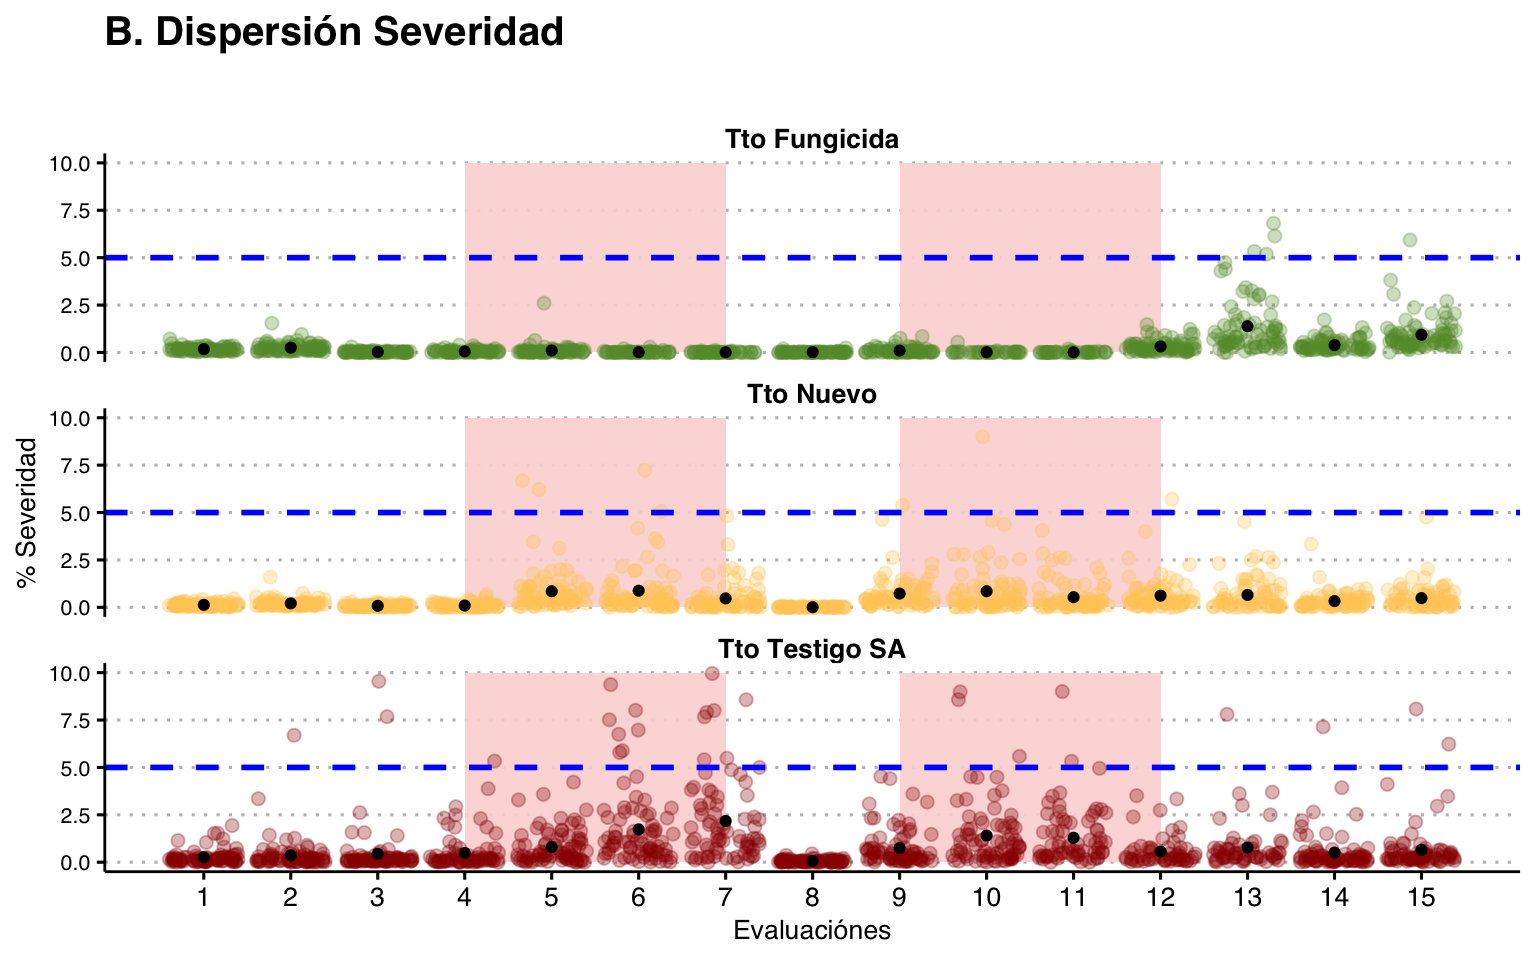 B. Dispersión Severidad
Tto Fungicida
10.0
7.5
5.0
2.5
0.0
Tto Nuevo
10.0
7.5
5.0
2.5
0.0
% Severidad
Tto Testigo SA
10.0
7.5
5.0
2.5
0.0
1 2 3 4 5 6 7 8 9 10 11 12 13 14 15
Evaluaciónes